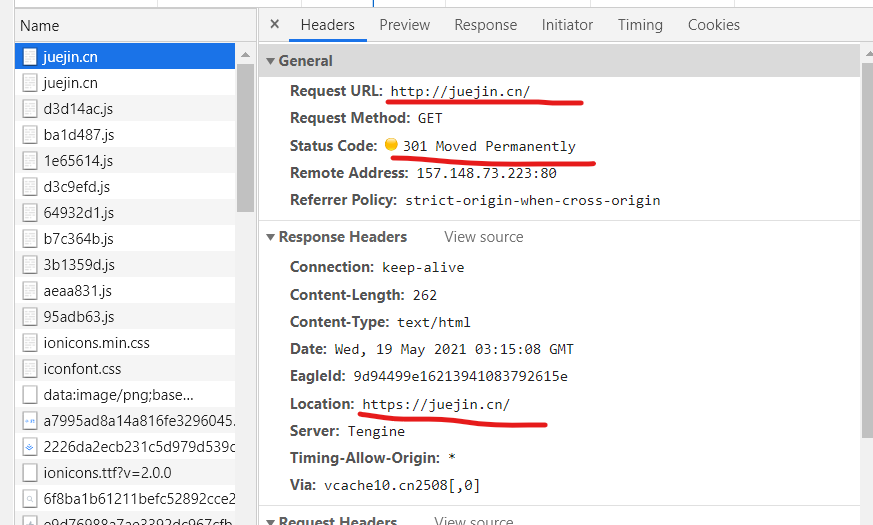 Name
juejin.cn
juejin.cn
d3d14ac.js
ba1d487.js
1e65614.js
d3c9efd.js
64932d1.js
b7c364b.js
3b1359d.js
aeaa831.js
95adb63.js
ionicons.min.css
iconfont.css
data:image/png;base...
a7995ad8a14a816fe3296045.
2226da2ecb231c5d979d539c
ionicons.ttf?v=2.0.0
6f8ba1b61211befc52892cce2
× Headers Preview Response Initiator Timing Cookies
▼ General
Request URL: http://juejin.cn/
Request Method: GET
Status Code: 301 Moved Permanently
Remote Address: 157.148.73.223:80
Referrer Policy: strict-origin-when-cross-origin
▼ Response Headers View source
Connection: keep-alive
Content-Length: 262
Content-Type: text/html
Date: Wed, 19 May 2021 03:15:08 GMT
EagleId: 9d94499e16213941083792615e
Location: https://juejin.cn/
Server: Tengine
Timing-Allow-Origin: *
Via: vcache10.cn2508[,0]
▼ Request Headers View source